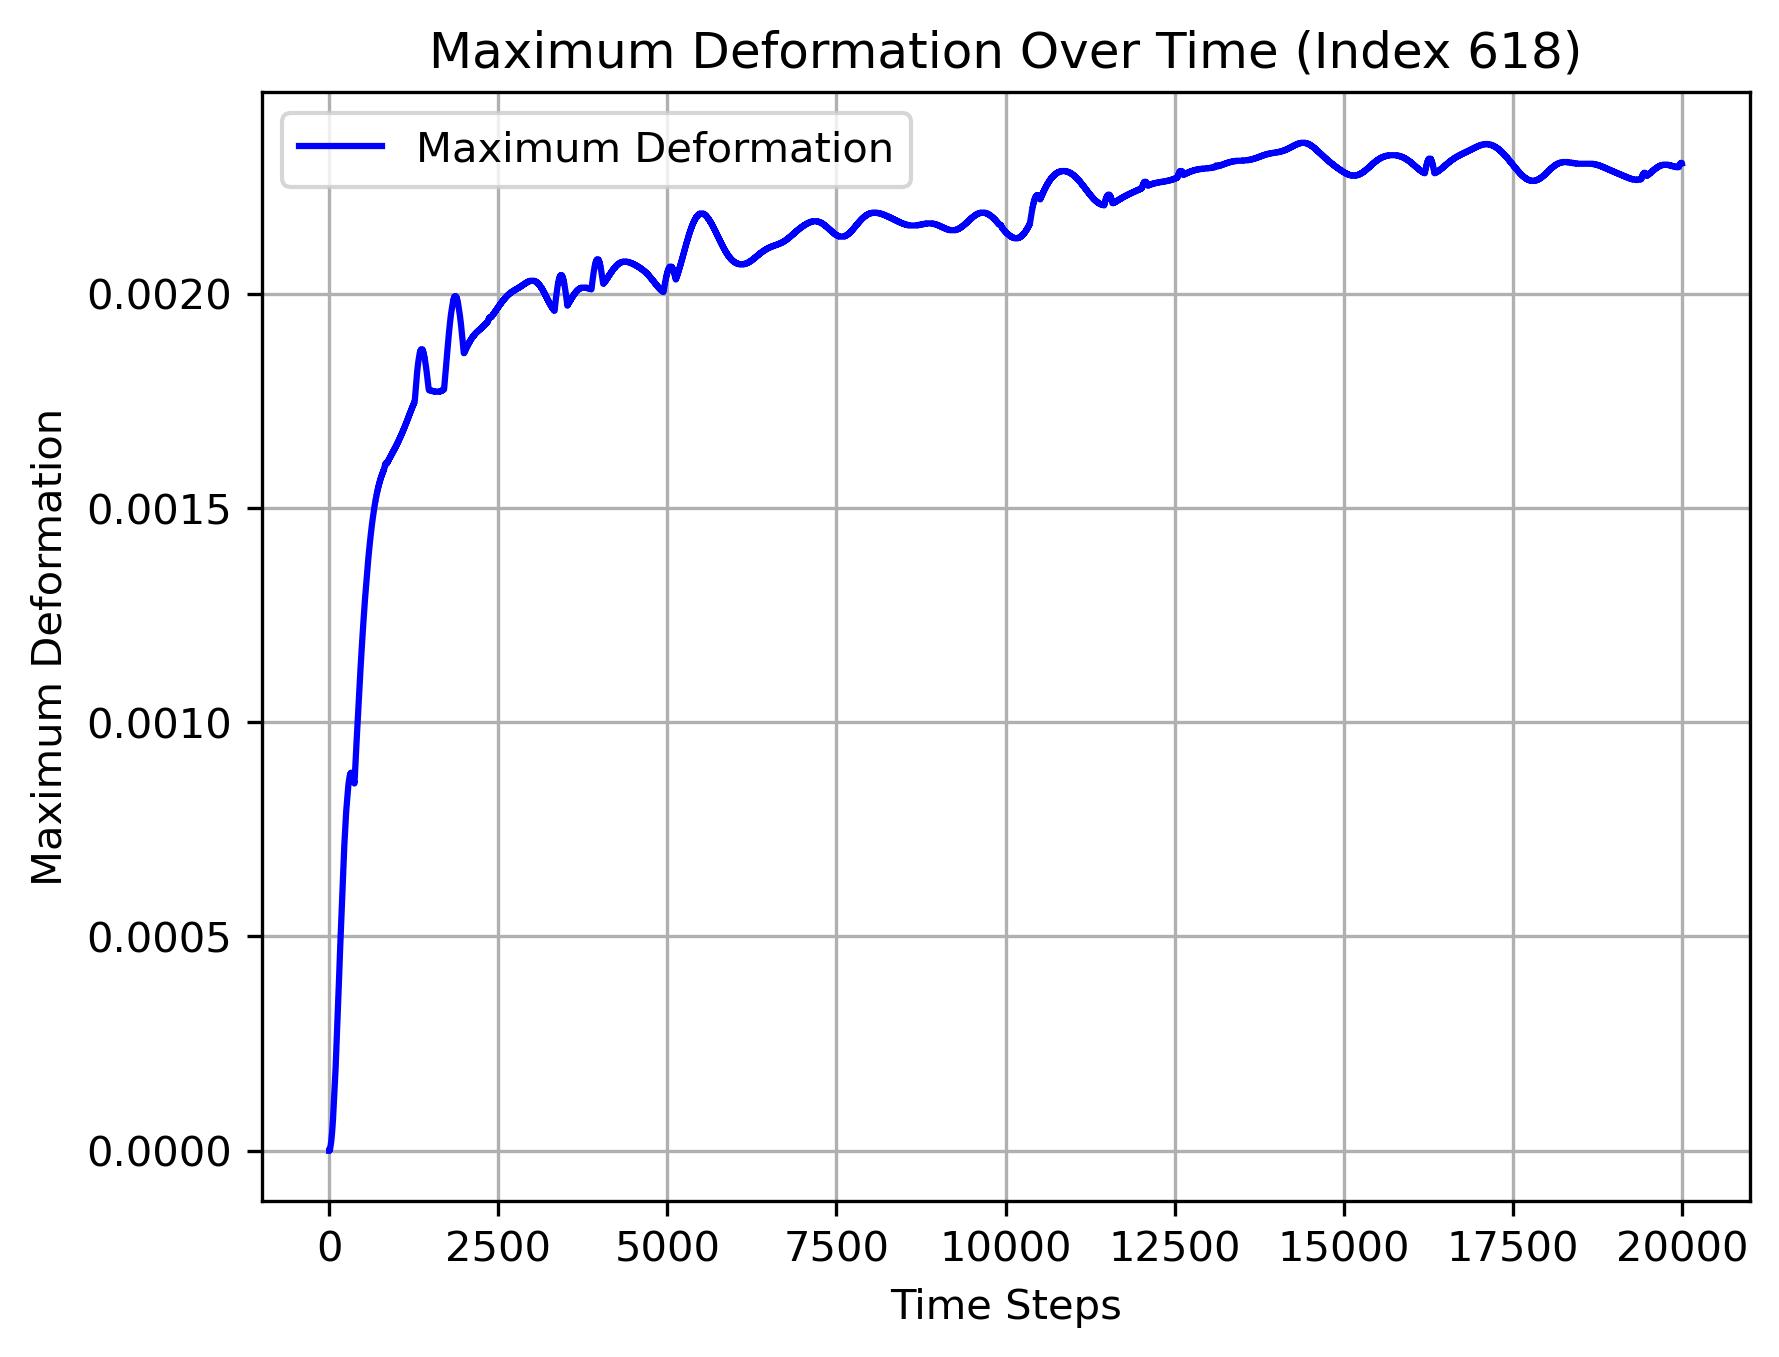 Maximum Deformation Over Time (Index 618)
Maximum Deformation
Maximum Deformation
0.0020
0.0015
0.0010
0.0005
0.0000
0 2500 5000 7500 10000 12500 15000 17500 20000
Time Steps